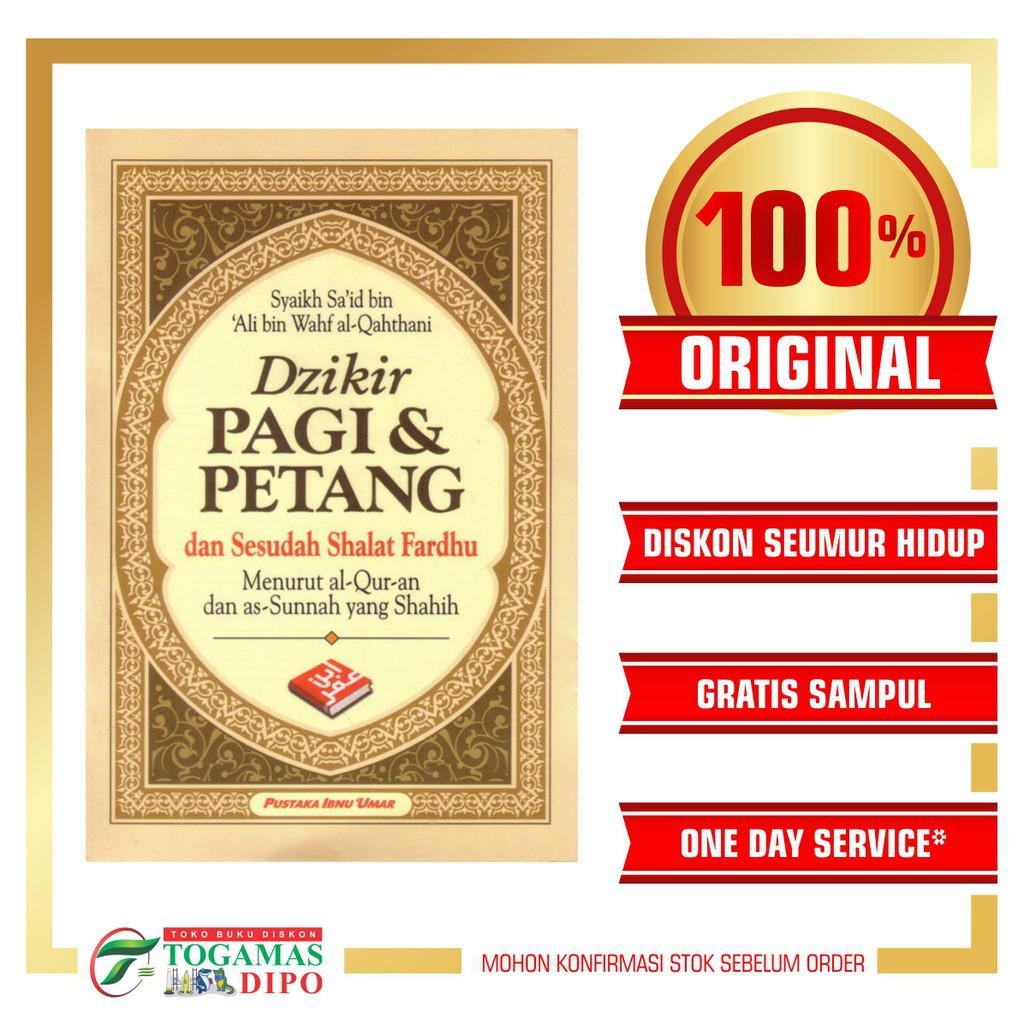 Syaikh Sa'id bin
'Ali bin Wahf al-Qahthani
Dzikir
PAGI &
PETANG
dan Sesudah Shalat Fardhu
Menurut al-Qur-an
dan as-Sunnah yang Shahih
ابن
عمر
PUSTAKA IBNU 'UMAR
100%
ORIGINAL
DISKON SEUMUR HIDUP
GRATIS SAMPUL
ONE DAY SERVICE*
TOKO BUKU DISKON
TOGAMAS
DIPO
MOHON KONFIRMASI STOK SEBELUM ORDER